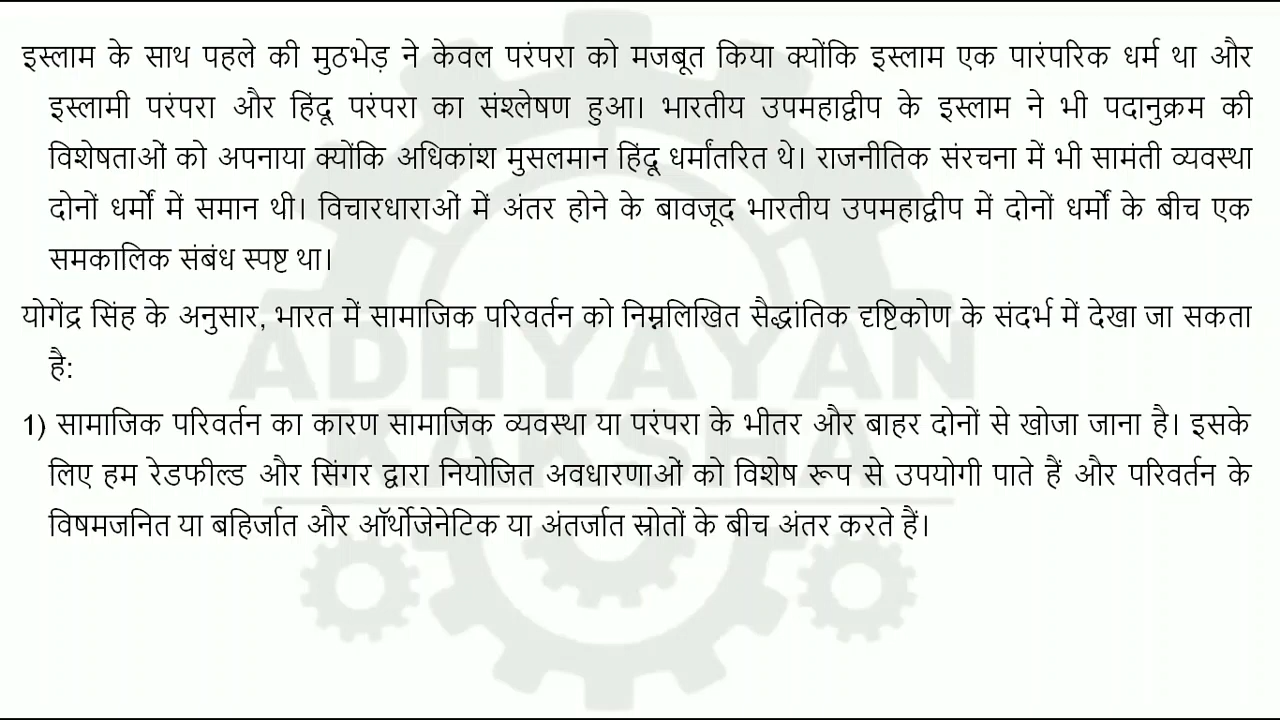 इस्लाम के साथ पहले की मुठभेड़ ने केवल परंपरा को मजबूत किया क्योंकि इस्लाम एक पारंपरिक धर्म था और
इस्लामी परंपरा और हिंदू परंपरा का संश्लेषण हुआ। भारतीय उपमहाद्वीप के इस्लाम ने भी पदानुक्रम की
विशेषताओं को अपनाया क्योंकि अधिकांश मुसलमान हिंदू धर्मांतरित थे। राजनीतिक संरचना में भी सामंती व्यवस्था
दोनों धर्मों में समान थी। विचारधाराओं में अंतर होने के बावजूद भारतीय उपमहाद्वीप में दोनों धर्मों के बीच एक
समकालिक संबंध स्पष्ट था।
योगेंद्र सिंह के अनुसार, भारत में सामाजिक परिवर्तन को निम्नलिखित सैद्धांतिक दृष्टिकोण के संदर्भ में देखा जा सकता
है:
1) सामाजिक परिवर्तन का कारण सामाजिक व्यवस्था या परंपरा के भीतर और बाहर दोनों से खोजा जाना है। इसके
लिए हम रेडफील्ड और सिंगर द्वारा नियोजित अवधारणाओं को विशेष रूप से उपयोगी पाते हैं और परिवर्तन के
विषमजनित या बहिर्जात और ऑर्थोजेनेटिक या अंतर्जात स्रोतों के बीच अंतर करते हैं।
ADHYAYAN
KAKSHA